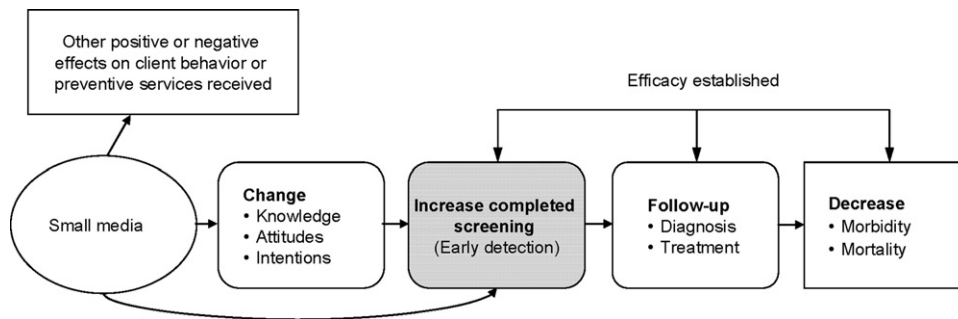 Other positive or negative
effects on client behavior or
preventive services received
Efficacy established
Small media
Change
• Knowledge
• Attitudes
• Intentions
Increase completed
screening
(Early detection)
Follow-up
• Diagnosis
• Treatment
Decrease
• Morbidity
• Mortality